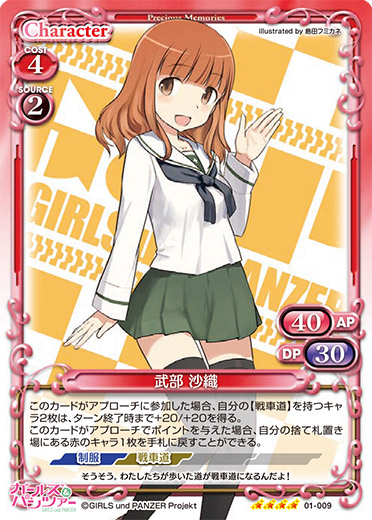 Precious Memories
Character
illustrated by 島田フミカネ
COST
4
SOURCE
2
GIRLS UND PANZER
40 AP
DP 30
武部 沙織
このカードがアプローチに参加した場合、自分の【戦車道】を持つキャ
ラ2枚は、ターン終了時まで+20/+20を得る。
このカードがアプローチでポイントを与えた場合、自分の捨て札置き
場にある赤のキャラ1枚を手札に戻すことができる。
制服 戦車道
そうそう、わたしたちが歩いた道が戦車道になるんだよ!
ガールズ&パンツァー
GIRLS und PANZER
©GIRLS und PANZER Projekt
★★★★ 01-009